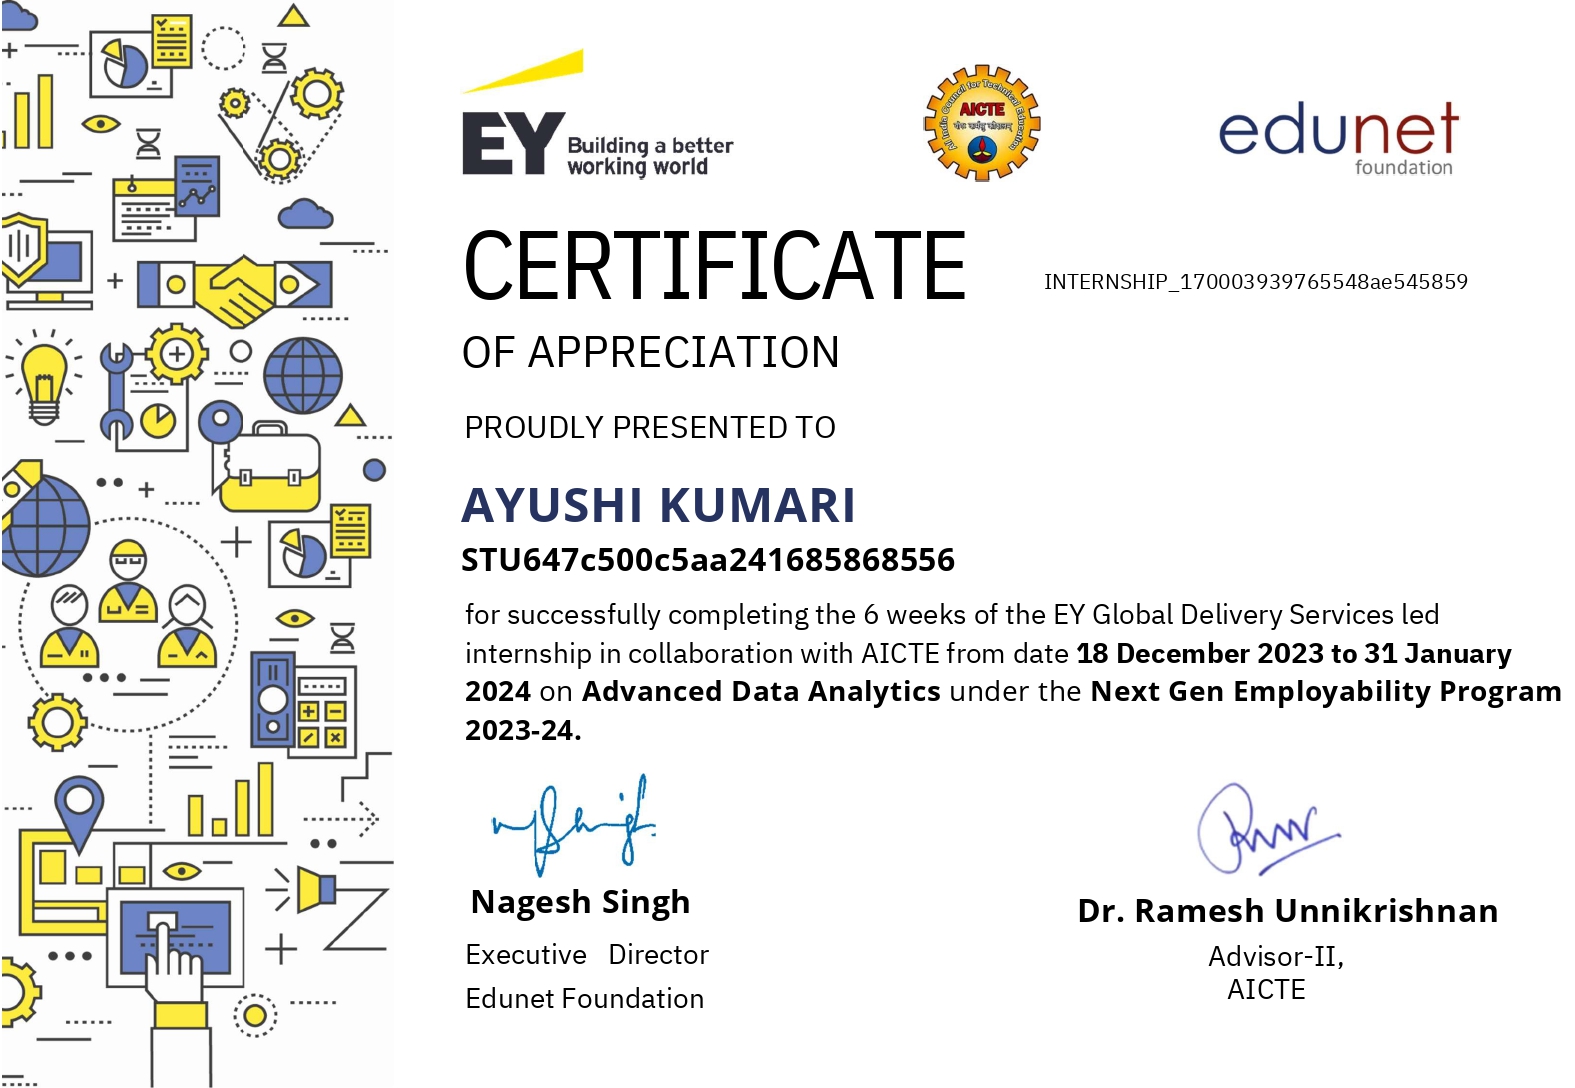 EY Building a better
working world
All India Council for Technical Education
AICTE
edunet
foundation
CERTIFICATE
INTERNSHIP_170003939765548ae545859
OF APPRECIATION
PROUDLY PRESENTED TO
AYUSHI KUMARI
STU647c500c5aa241685868556
for successfully completing the 6 weeks of the EY Global Delivery Services led
internship in collaboration with AICTE from date 18 December 2023 to 31 January
2024 on Advanced Data Analytics under the Next Gen Employability Program
2023-24.
Nagesh Singh
Executive Director
Edunet Foundation
Dr. Ramesh Unnikrishnan
Advisor-II,
AICTE